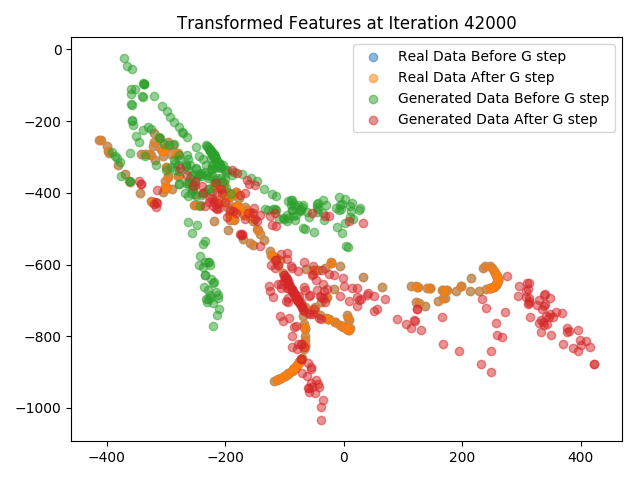 Transformed Features at Iteration 42000
Real Data Before G step
Real Data After G step
Generated Data Before G step
Generated Data After G step
0
−200
−400
−600
−800
−1000
−400
−200
0
200
400